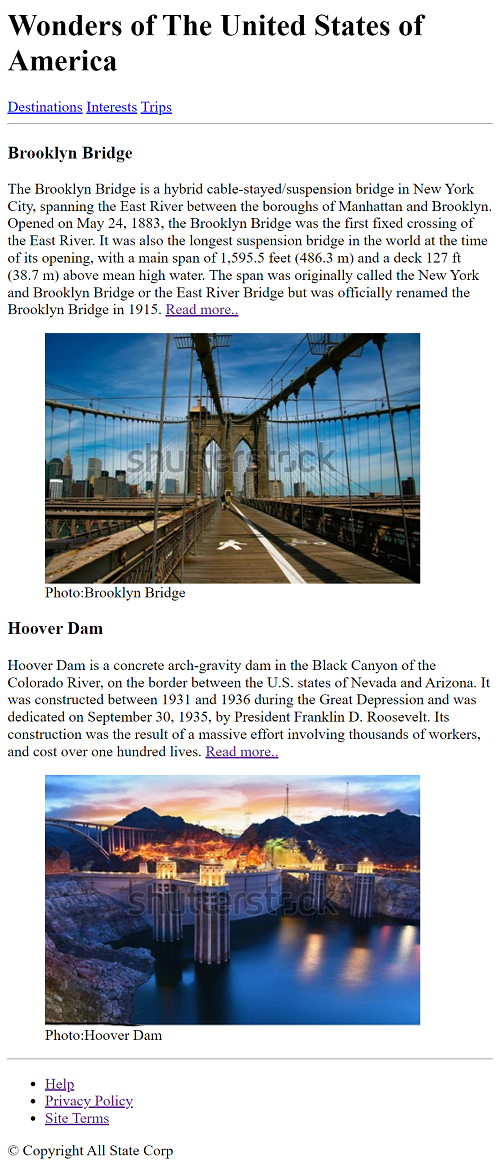 Wonders of The United States of
America
Destinations Interests Trips
Brooklyn Bridge
The Brooklyn Bridge is a hybrid cable-stayed/suspension bridge in New York
City, spanning the East River between the boroughs of Manhattan and Brooklyn.
Opened on May 24, 1883, the Brooklyn Bridge was the first fixed crossing of
the East River. It was also the longest suspension bridge in the world at the time
of its opening, with a main span of 1,595.5 feet (486.3 m) and a deck 127 ft
(38.7 m) above mean high water. The span was originally called the New York
and Brooklyn Bridge or the East River Bridge but was officially renamed the
Brooklyn Bridge in 1915. Read more..
shutterstock
Photo:Brooklyn Bridge
Hoover Dam
Hoover Dam is a concrete arch-gravity dam in the Black Canyon of the
Colorado River, on the border between the U.S. states of Nevada and Arizona. It
was constructed between 1931 and 1936 during the Great Depression and was
dedicated on September 30, 1935, by President Franklin D. Roosevelt. Its
construction was the result of a massive effort involving thousands of workers,
and cost over one hundred lives. Read more..
shutterstock
Photo:Hoover Dam
Help
Privacy Policy
Site Terms
© Copyright All State Corp